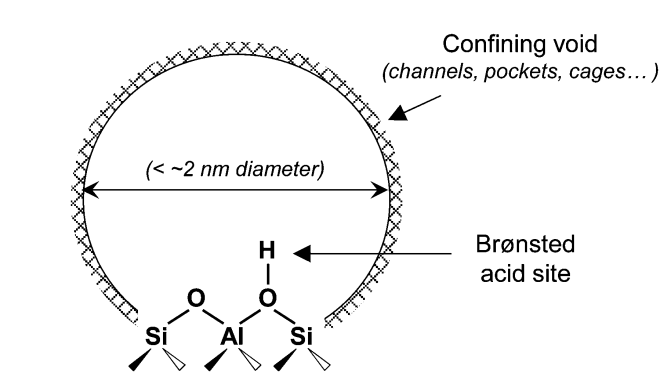 Confining void
(channels, pockets, cages… )
(< ~2 nm diameter)
H
Brønsted
acid site
O
O
Si
Al
Si